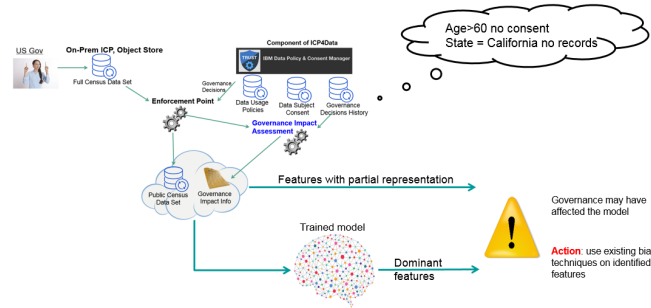 Age>60 no consent
State = California no records
Component of ICP4Data
On-Prem ICP, Object Store
US Gov
TRUST
IBM Data Policy & Consent Manager
Full Census Data Set
Governance
Decisions
Data Usage
Policies
Data Subject
Consent
Governance
Decisions History
Enforcement Point
Governance Impact
Assessment
Features with partial representation
Public Census
Data Set
Governance
Impact Info
Governance may have
affected the model
Trained model
Dominant
features
Action: use existing bia
techniques on identified
features